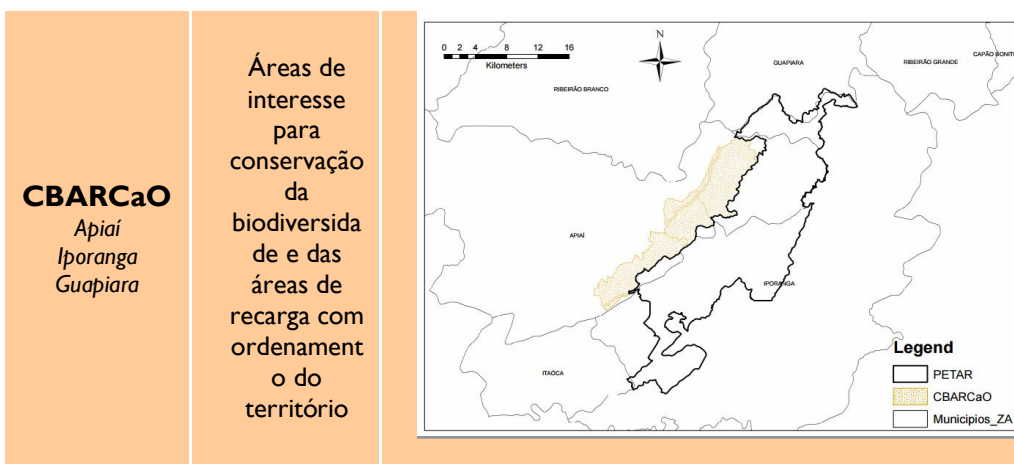 CBARCaO
Apiaí
Iporanga
Guapiara
Áreas de
interesse
para
conservação
da
biodiversida
de e das
áreas de
recarga com
ordenament
o do
território
0 2 4 8 12 16
Kilometers
N
GUAPIARA
RIBEIRÃO GRANDE
CAPÃO BONITO
RIBEIRÃO BRANCO
APIAÍ
IPORANGA
ITAÓCA
Legend
PETAR
CBARCaO
Municipios_ZA